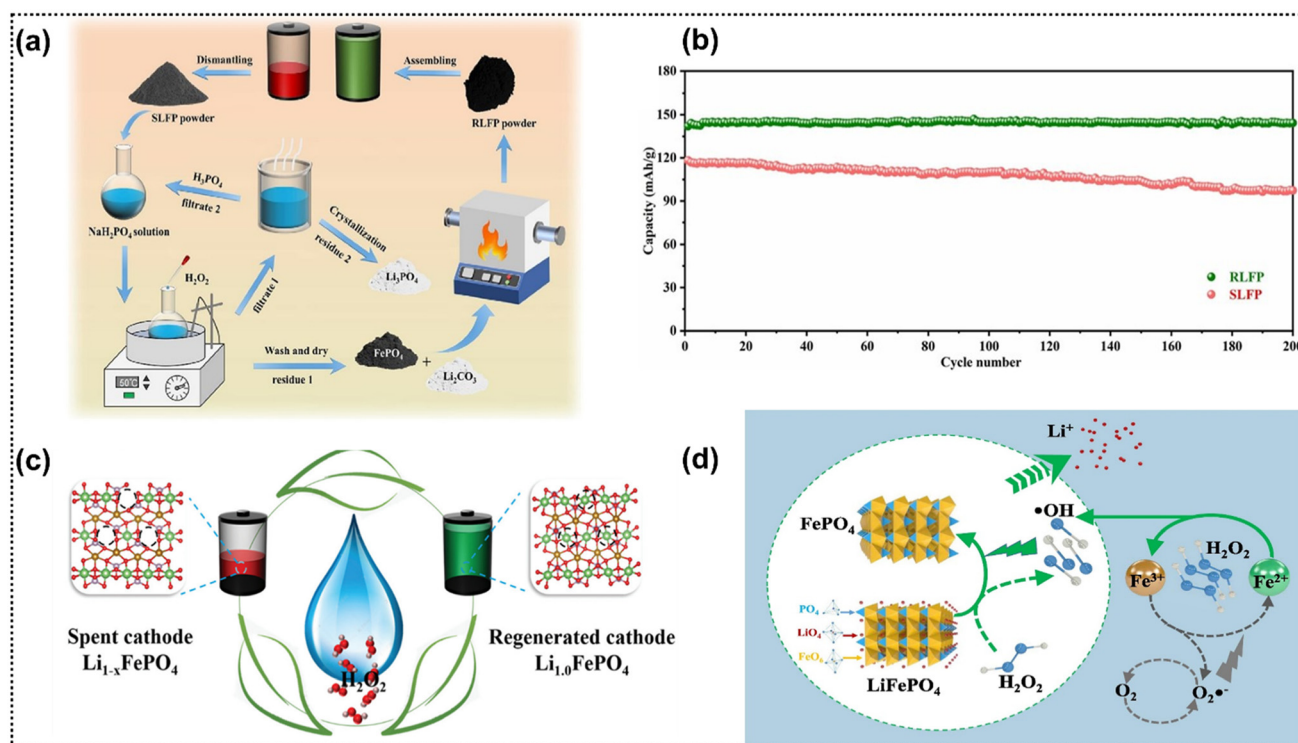 (a)
Dismantling
Assembling
SLFP powder
RLFP powder
H₃PO₄
filtrate 2
NaH₂PO₄ solution
Crystallization
residue 2
Li₃PO₄
H₂O₂
filtrate 1
50℃
Wash and dry
residue 1
FePO₄
+
Li₂CO₃
(b)
Capacity (mAh/g)
180
150
120
90
60
30
0
0 20 40 60 80 100 120 140 160 180 200
Cycle number
RLFP
SLFP
(c)
Spent cathode
Li₁₋ₓFePO₄
H₂O₂
Regenerated cathode
Li₁.₀FePO₄
(d)
Li⁺
FePO₄
•OH
H₂O₂
Fe³⁺
Fe²⁺
PO₄
LiO₄
FeO₆
LiFePO₄
H₂O₂
O₂
O₂•⁻